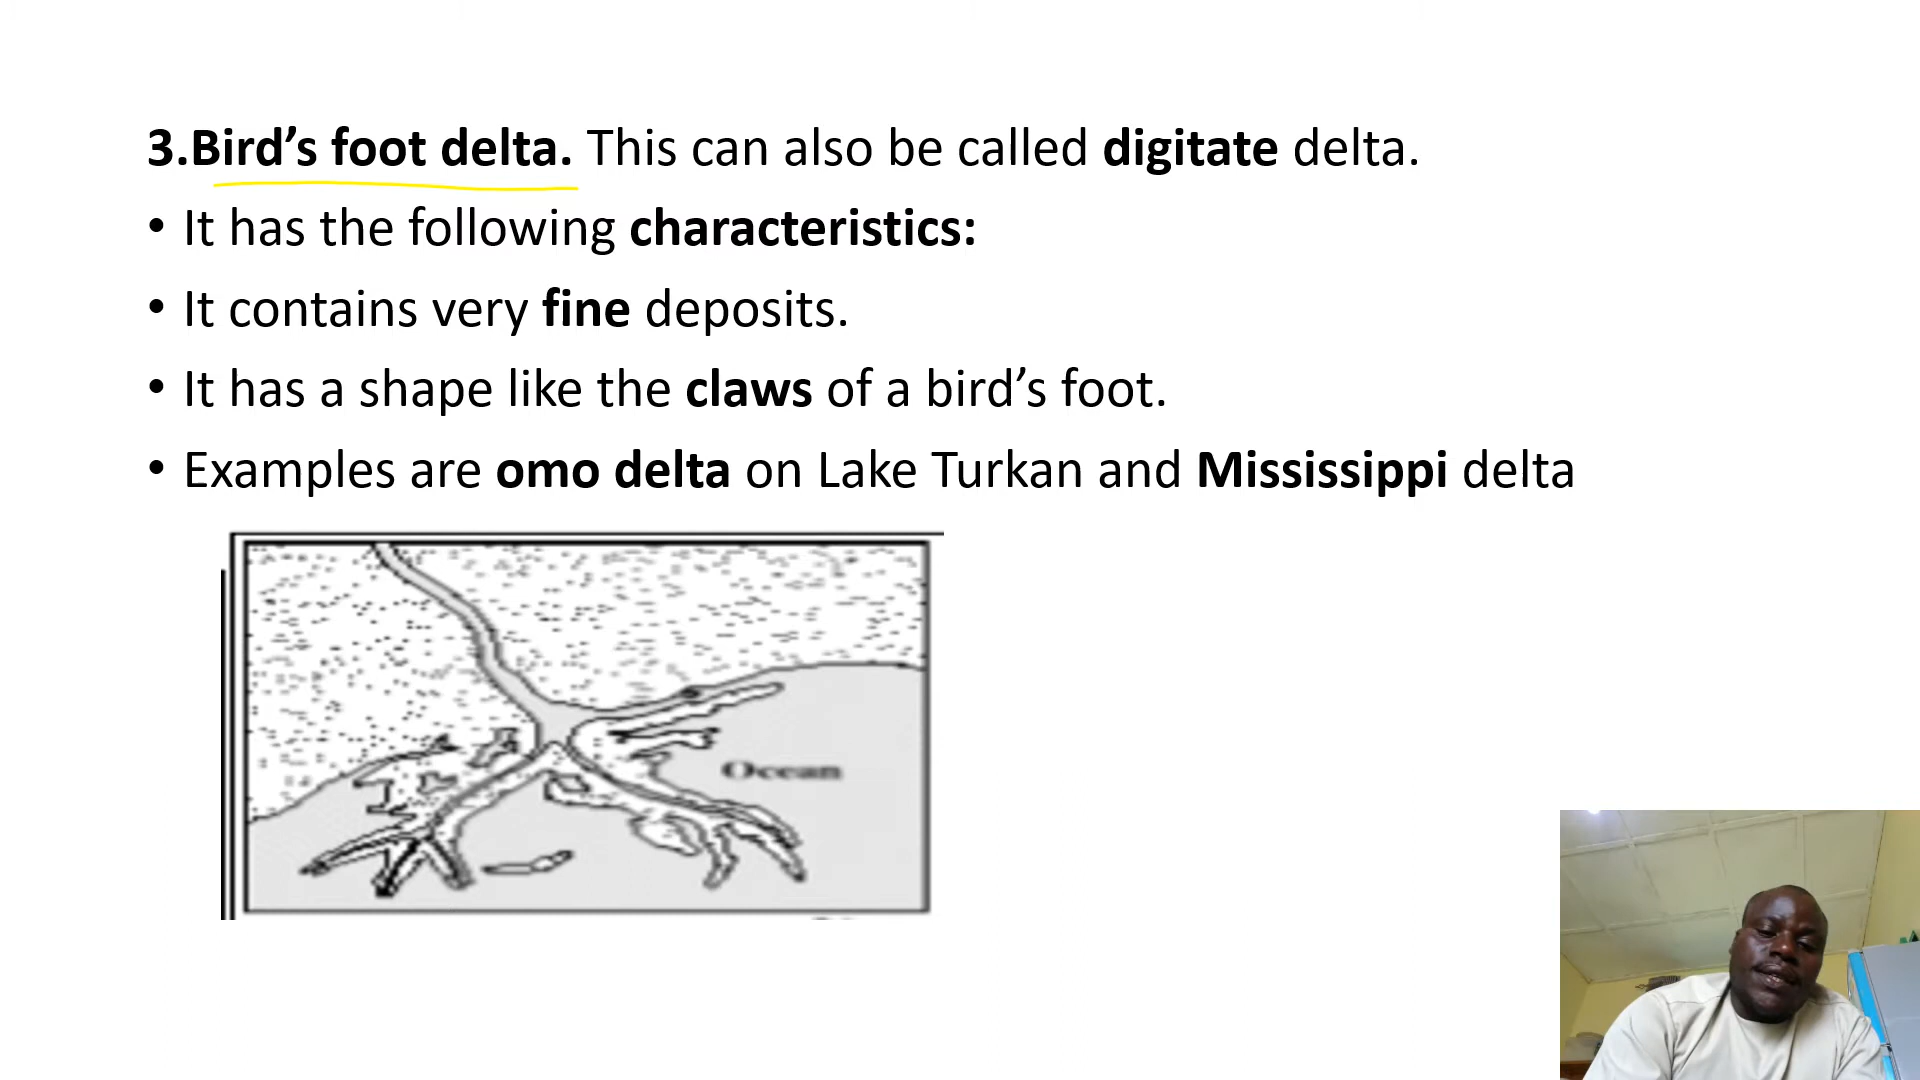 3.Bird’s foot delta. This can also be called digitate delta.
• It has the following characteristics:
• It contains very fine deposits.
• It has a shape like the claws of a bird’s foot.
• Examples are omo delta on Lake Turkan and Mississippi delta
Ocean